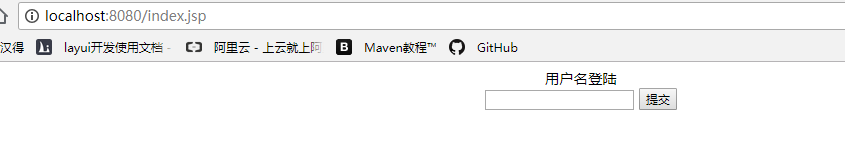 localhost:8080/index.jsp
汉得 layui开发使用文档 - 阿里云 - 上云就上阿 B Maven教程™ GitHub
用户名登陆
提交